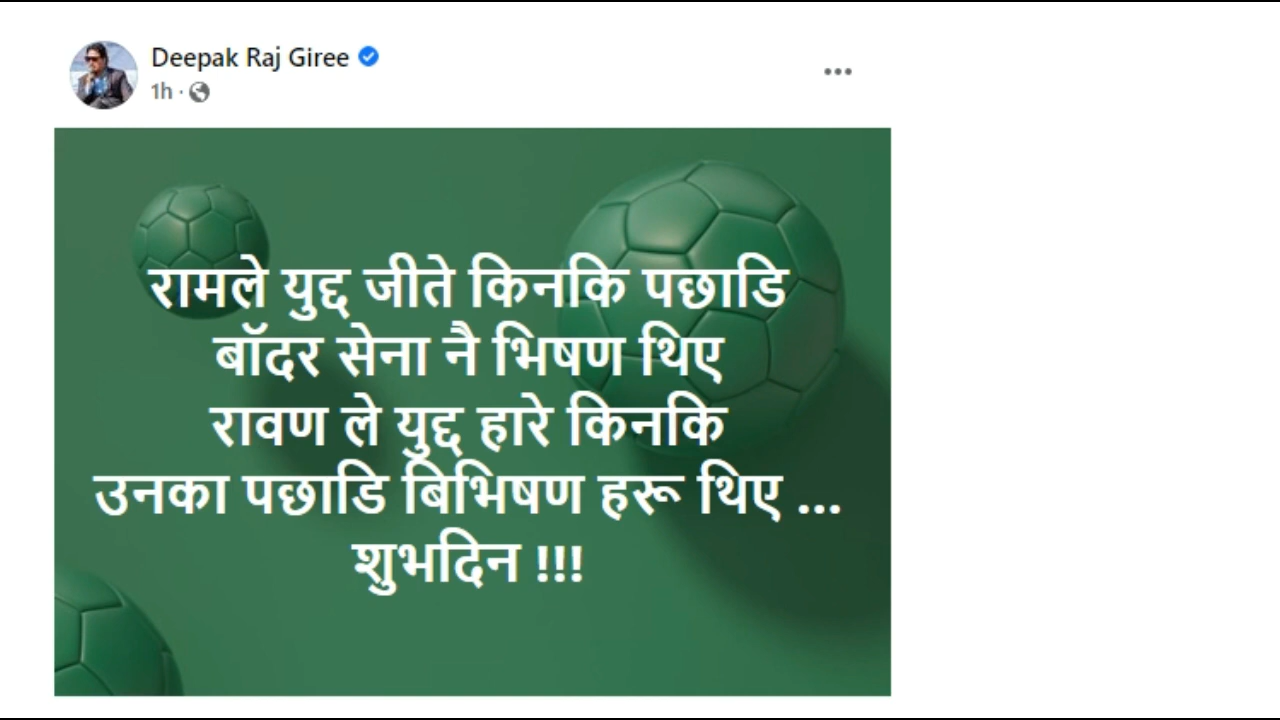 Deepak Raj Giree
1h ·
रामले युद्द जीते किनकि पछाडि
बॉदर सेना नै भिषण थिए
रावण ले युद्द हारे किनकि
उनका पछाडि बिभिषण हरू थिए ...
शुभदिन !!!